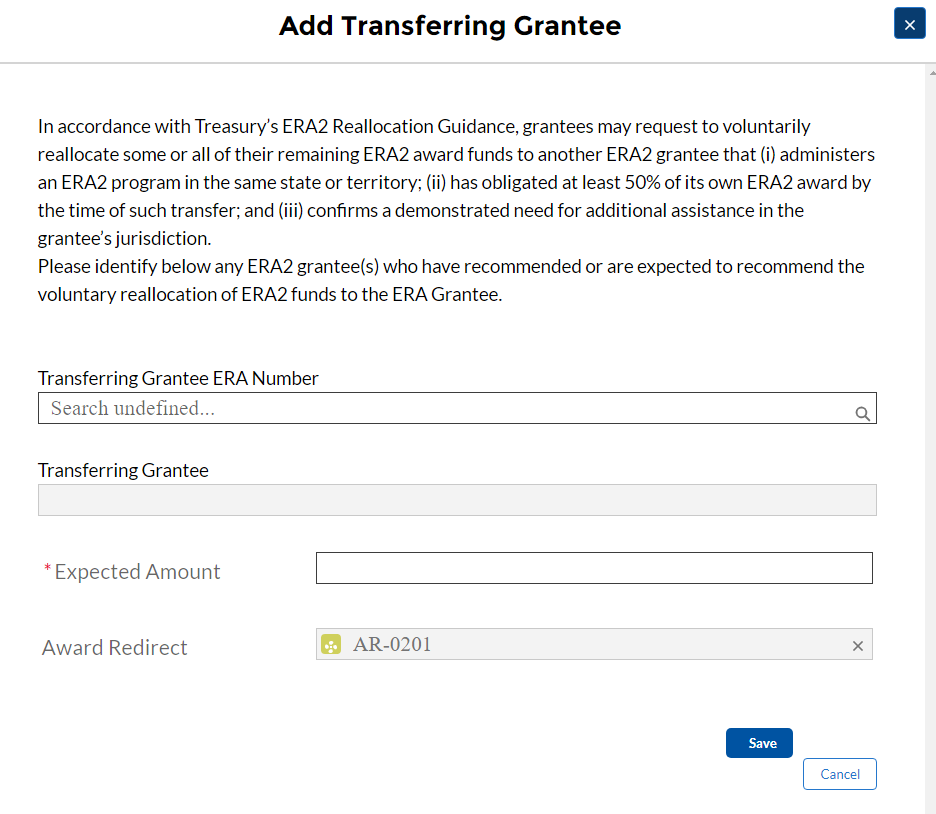 Add Transferring Grantee
In accordance with Treasury’s ERA2 Reallocation Guidance, grantees may request to voluntarily
reallocate some or all of their remaining ERA2 award funds to another ERA2 grantee that (i) administers
an ERA2 program in the same state or territory; (ii) has obligated at least 50% of its own ERA2 award by
the time of such transfer; and (iii) confirms a demonstrated need for additional assistance in the
grantee’s jurisdiction.
Please identify below any ERA2 grantee(s) who have recommended or are expected to recommend the
voluntary reallocation of ERA2 funds to the ERA Grantee.
Transferring Grantee ERA Number
Search undefined...
Transferring Grantee
*Expected Amount
Award Redirect AR-0201
Save
Cancel